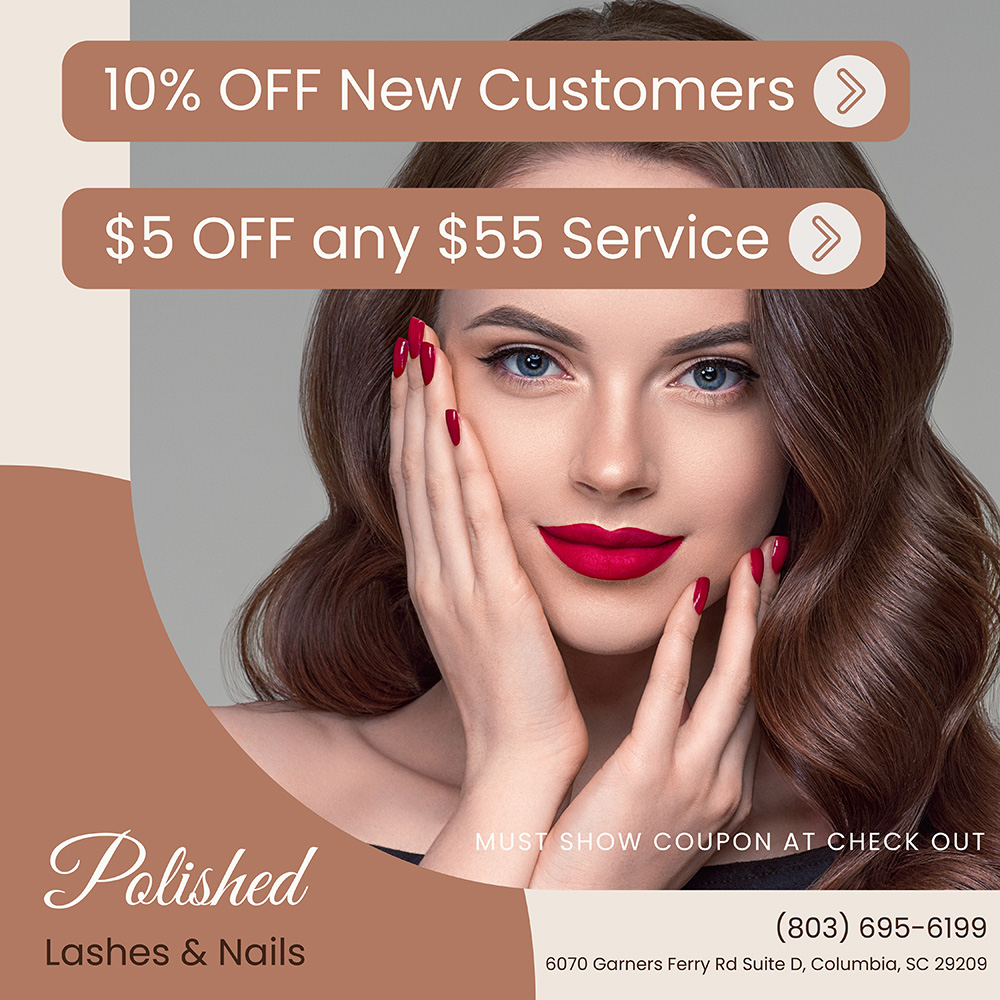 10% OFF New Customers
$5 OFF any $55 Service
MUST SHOW COUPON AT CHECK OUT
Polished
Lashes & Nails
(803) 695-6199
6070 Garners Ferry Rd Suite D, Columbia, SC 29209